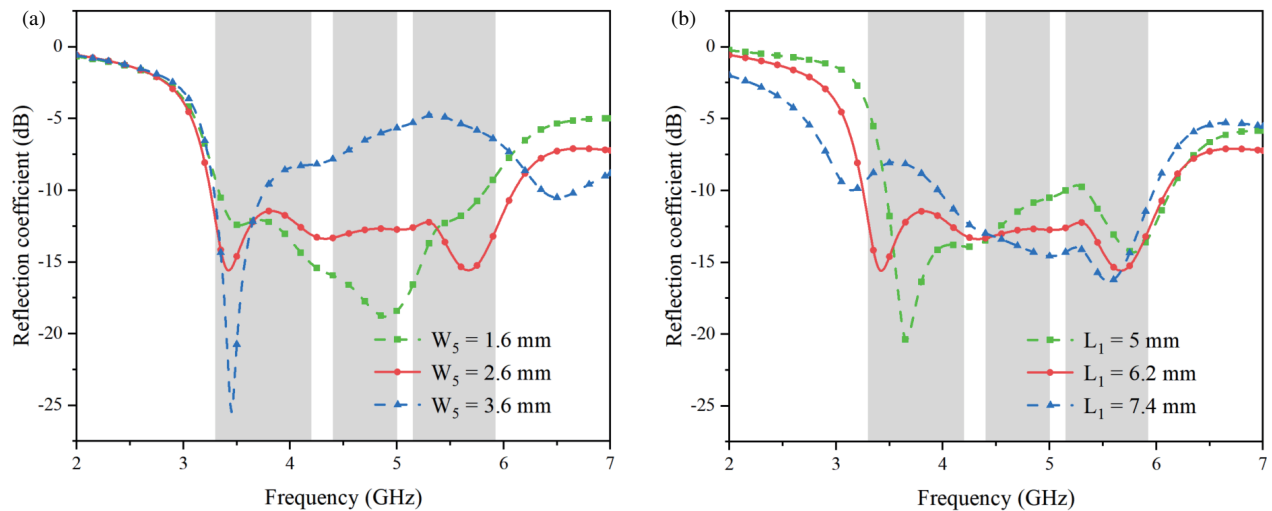 (a)
0
-5
-10
-15
-20
-25
Reflection coefficient (dB)
2
3
4
5
6
7
Frequency (GHz)
W5 = 1.6 mm
W5 = 2.6 mm
W5 = 3.6 mm
(b)
0
-5
-10
-15
-20
-25
Reflection coefficient (dB)
2
3
4
5
6
7
Frequency (GHz)
L1 = 5 mm
L1 = 6.2 mm
L1 = 7.4 mm